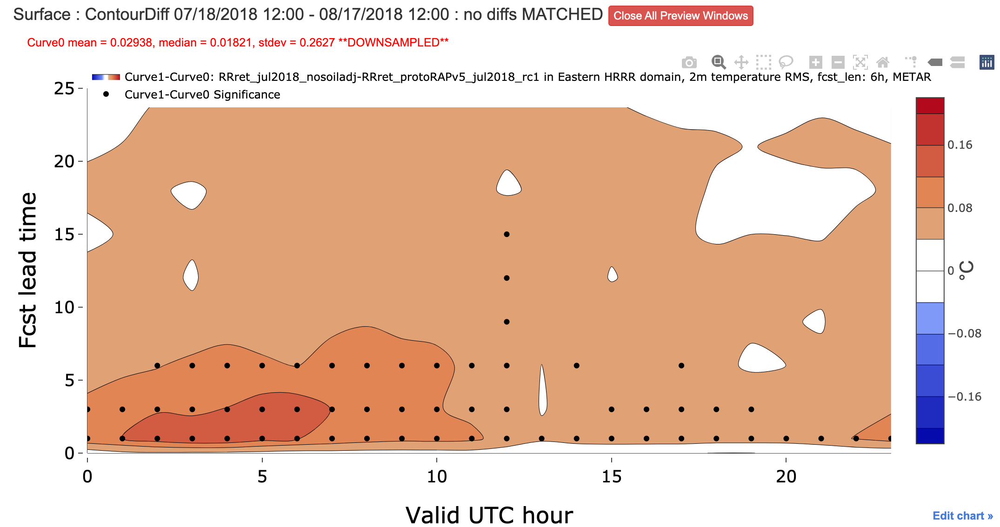 Surface : ContourDiff 07/18/2018 12:00 - 08/17/2018 12:00 : no diffs MATCHED Close All Preview Windows
Curve0 mean = 0.02938, median = 0.01821, stdev = 0.2627 **DOWNSAMPLED**
Curve1-Curve0: RRret_jul2018_nosoiladj-RRret_protoRAPv5_jul2018_rc1 in Eastern HRRR domain, 2m temperature RMS, fcst_len: 6h, METAR
Curve1-Curve0 Significance
25
20
15
10
5
0
Fcst lead time
0 5 10 15 20
Valid UTC hour
0.16
0.08
0
−0.08
−0.16
°C
Edit chart »